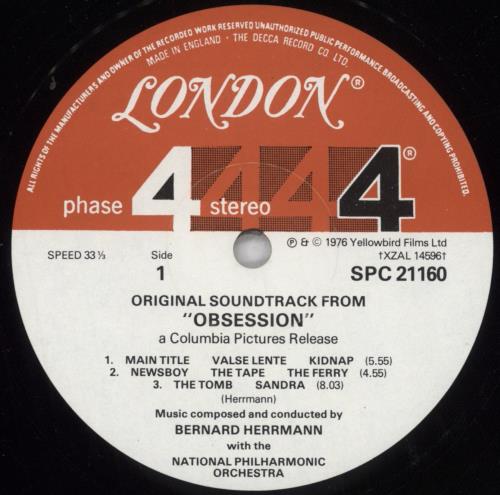 ALL RIGHTS OF THE MANUFACTURERS AND OWNER OF THE RECORDED WORK RESERVED UNAUTHORIZED PUBLIC PERFORMANCE BROADCASTING AND COPYING PROHIBITED.
MADE IN ENGLAND · THE DECCA RECORD CO LTD.
LONDON®
phase 4 stereo 4 4 4®
℗ & © 1976 Yellowbird Films Ltd
SPEED 33⅓ Side †XZAL 14596†
1 SPC 21160
ORIGINAL SOUNDTRACK FROM
"OBSESSION"
a Columbia Pictures Release
1. MAIN TITLE VALSE LENTE KIDNAP (5.55)
2. NEWSBOY THE TAPE THE FERRY (4.55)
3. THE TOMB SANDRA (8.03)
(Herrmann)
Music composed and conducted by
BERNARD HERRMANN
with the
NATIONAL PHILHARMONIC
ORCHESTRA